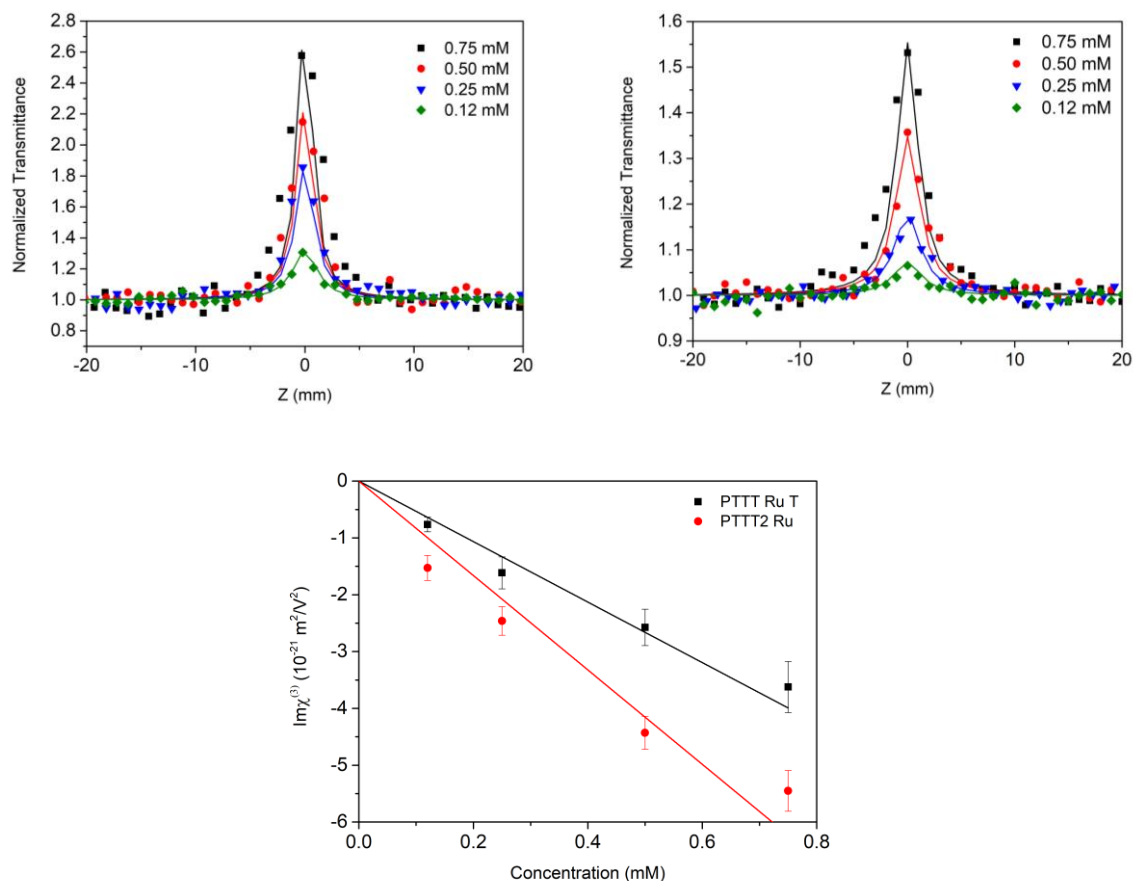 2.8
2.6
2.4
2.2
2.0
1.8
1.6
1.4
1.2
1.0
0.8
Normalized Transmittance
0.75 mM
0.50 mM
0.25 mM
0.12 mM
-20 -10 0 10 20
Z (mm)
1.6
1.5
1.4
1.3
1.2
1.1
1.0
0.9
Normalized Transmittance
0.75 mM
0.50 mM
0.25 mM
0.12 mM
-20 -10 0 10 20
Z (mm)
0
-1
-2
-3
-4
-5
-6
Imχ⁽³⁾ (10⁻²¹ m²/V²)
PTTT Ru T
PTTT2 Ru
0.0 0.2 0.4 0.6 0.8
Concentration (mM)